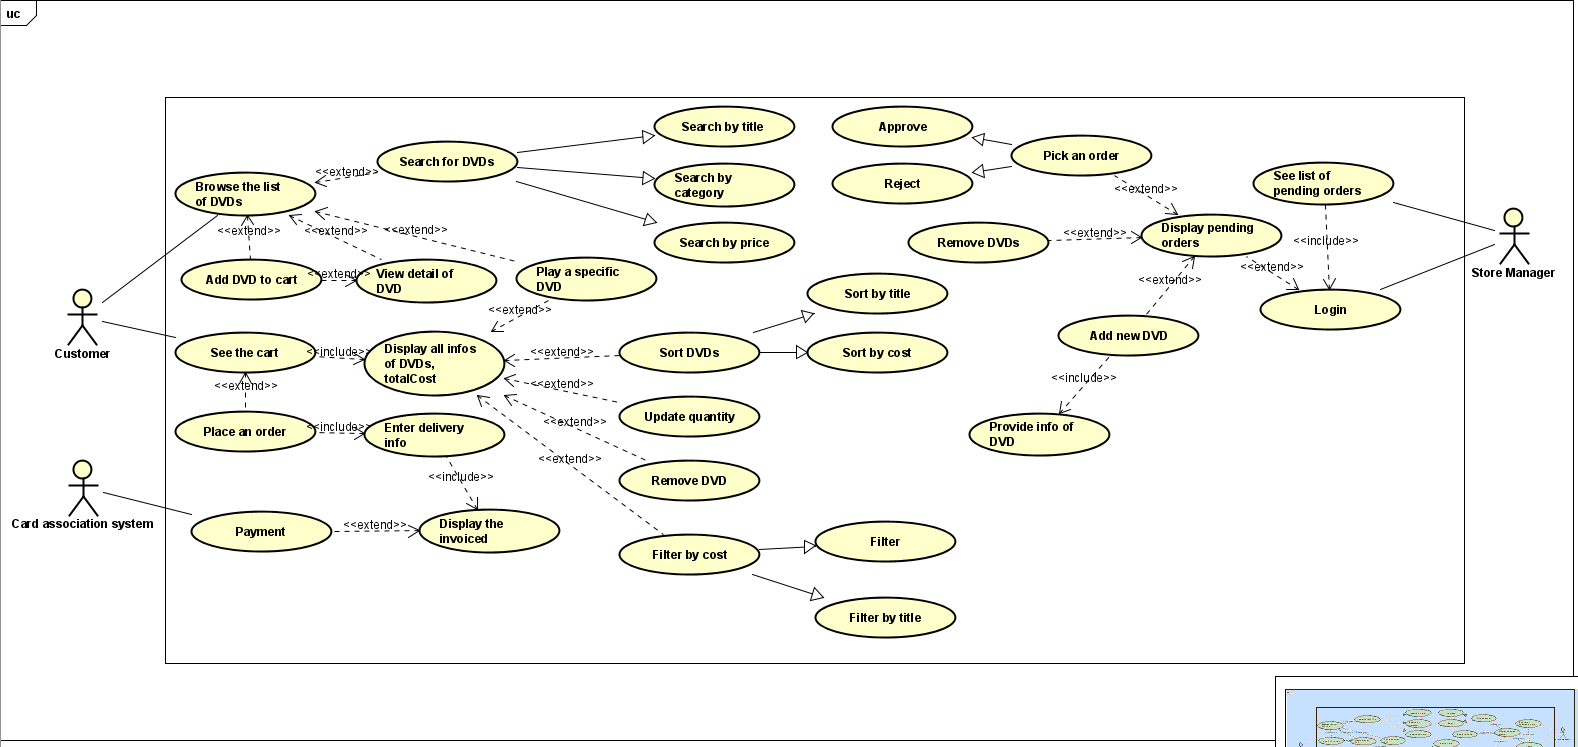 uc
Search by title
Approve
Search for DVDs
Pick an order
<<extend>>
Search by
category
Reject
<<extend>>
See list of
pending orders
Browse the list
of DVDs
<<extend>>
<<extend>>
<<extend>>
Search by price
Remove DVDs
<<extend>>
Display pending
orders
<<include>>
Store Manager
Add DVD to cart
<<extend>>
View detail of
DVD
Play a specific
DVD
<<extend>>
<<extend>>
Sort by title
<<extend>>
Login
Customer
See the cart
<<include>>
Display all infos
of DVDs,
totalCost
<<extend>>
Sort DVDs
Sort by cost
Add new DVD
<<extend>>
<<extend>>
<<include>>
Update quantity
Place an order
<<include>>
Enter delivery
info
<<extend>>
Provide info of
DVD
<<extend>>
<<include>>
Remove DVD
Card association system
Payment
<<extend>>
Display the
invoiced
Filter by cost
Filter
Filter by title